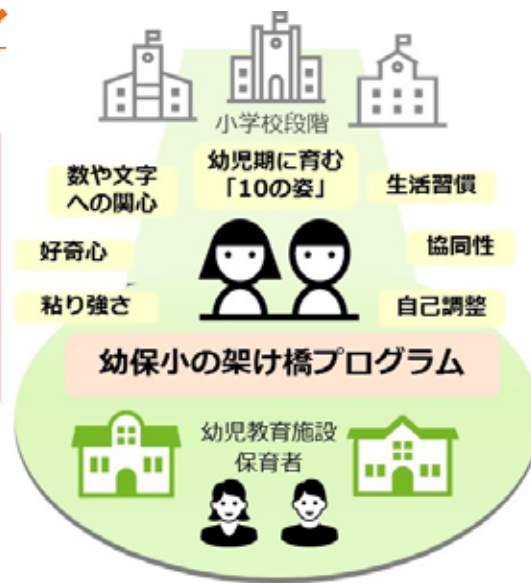 小学校段階
幼児期に育む
「10の姿」
数や文字
への関心
生活習慣
好奇心
協同性
粘り強さ
自己調整
幼保小の架け橋プログラム
幼児教育施設
保育者